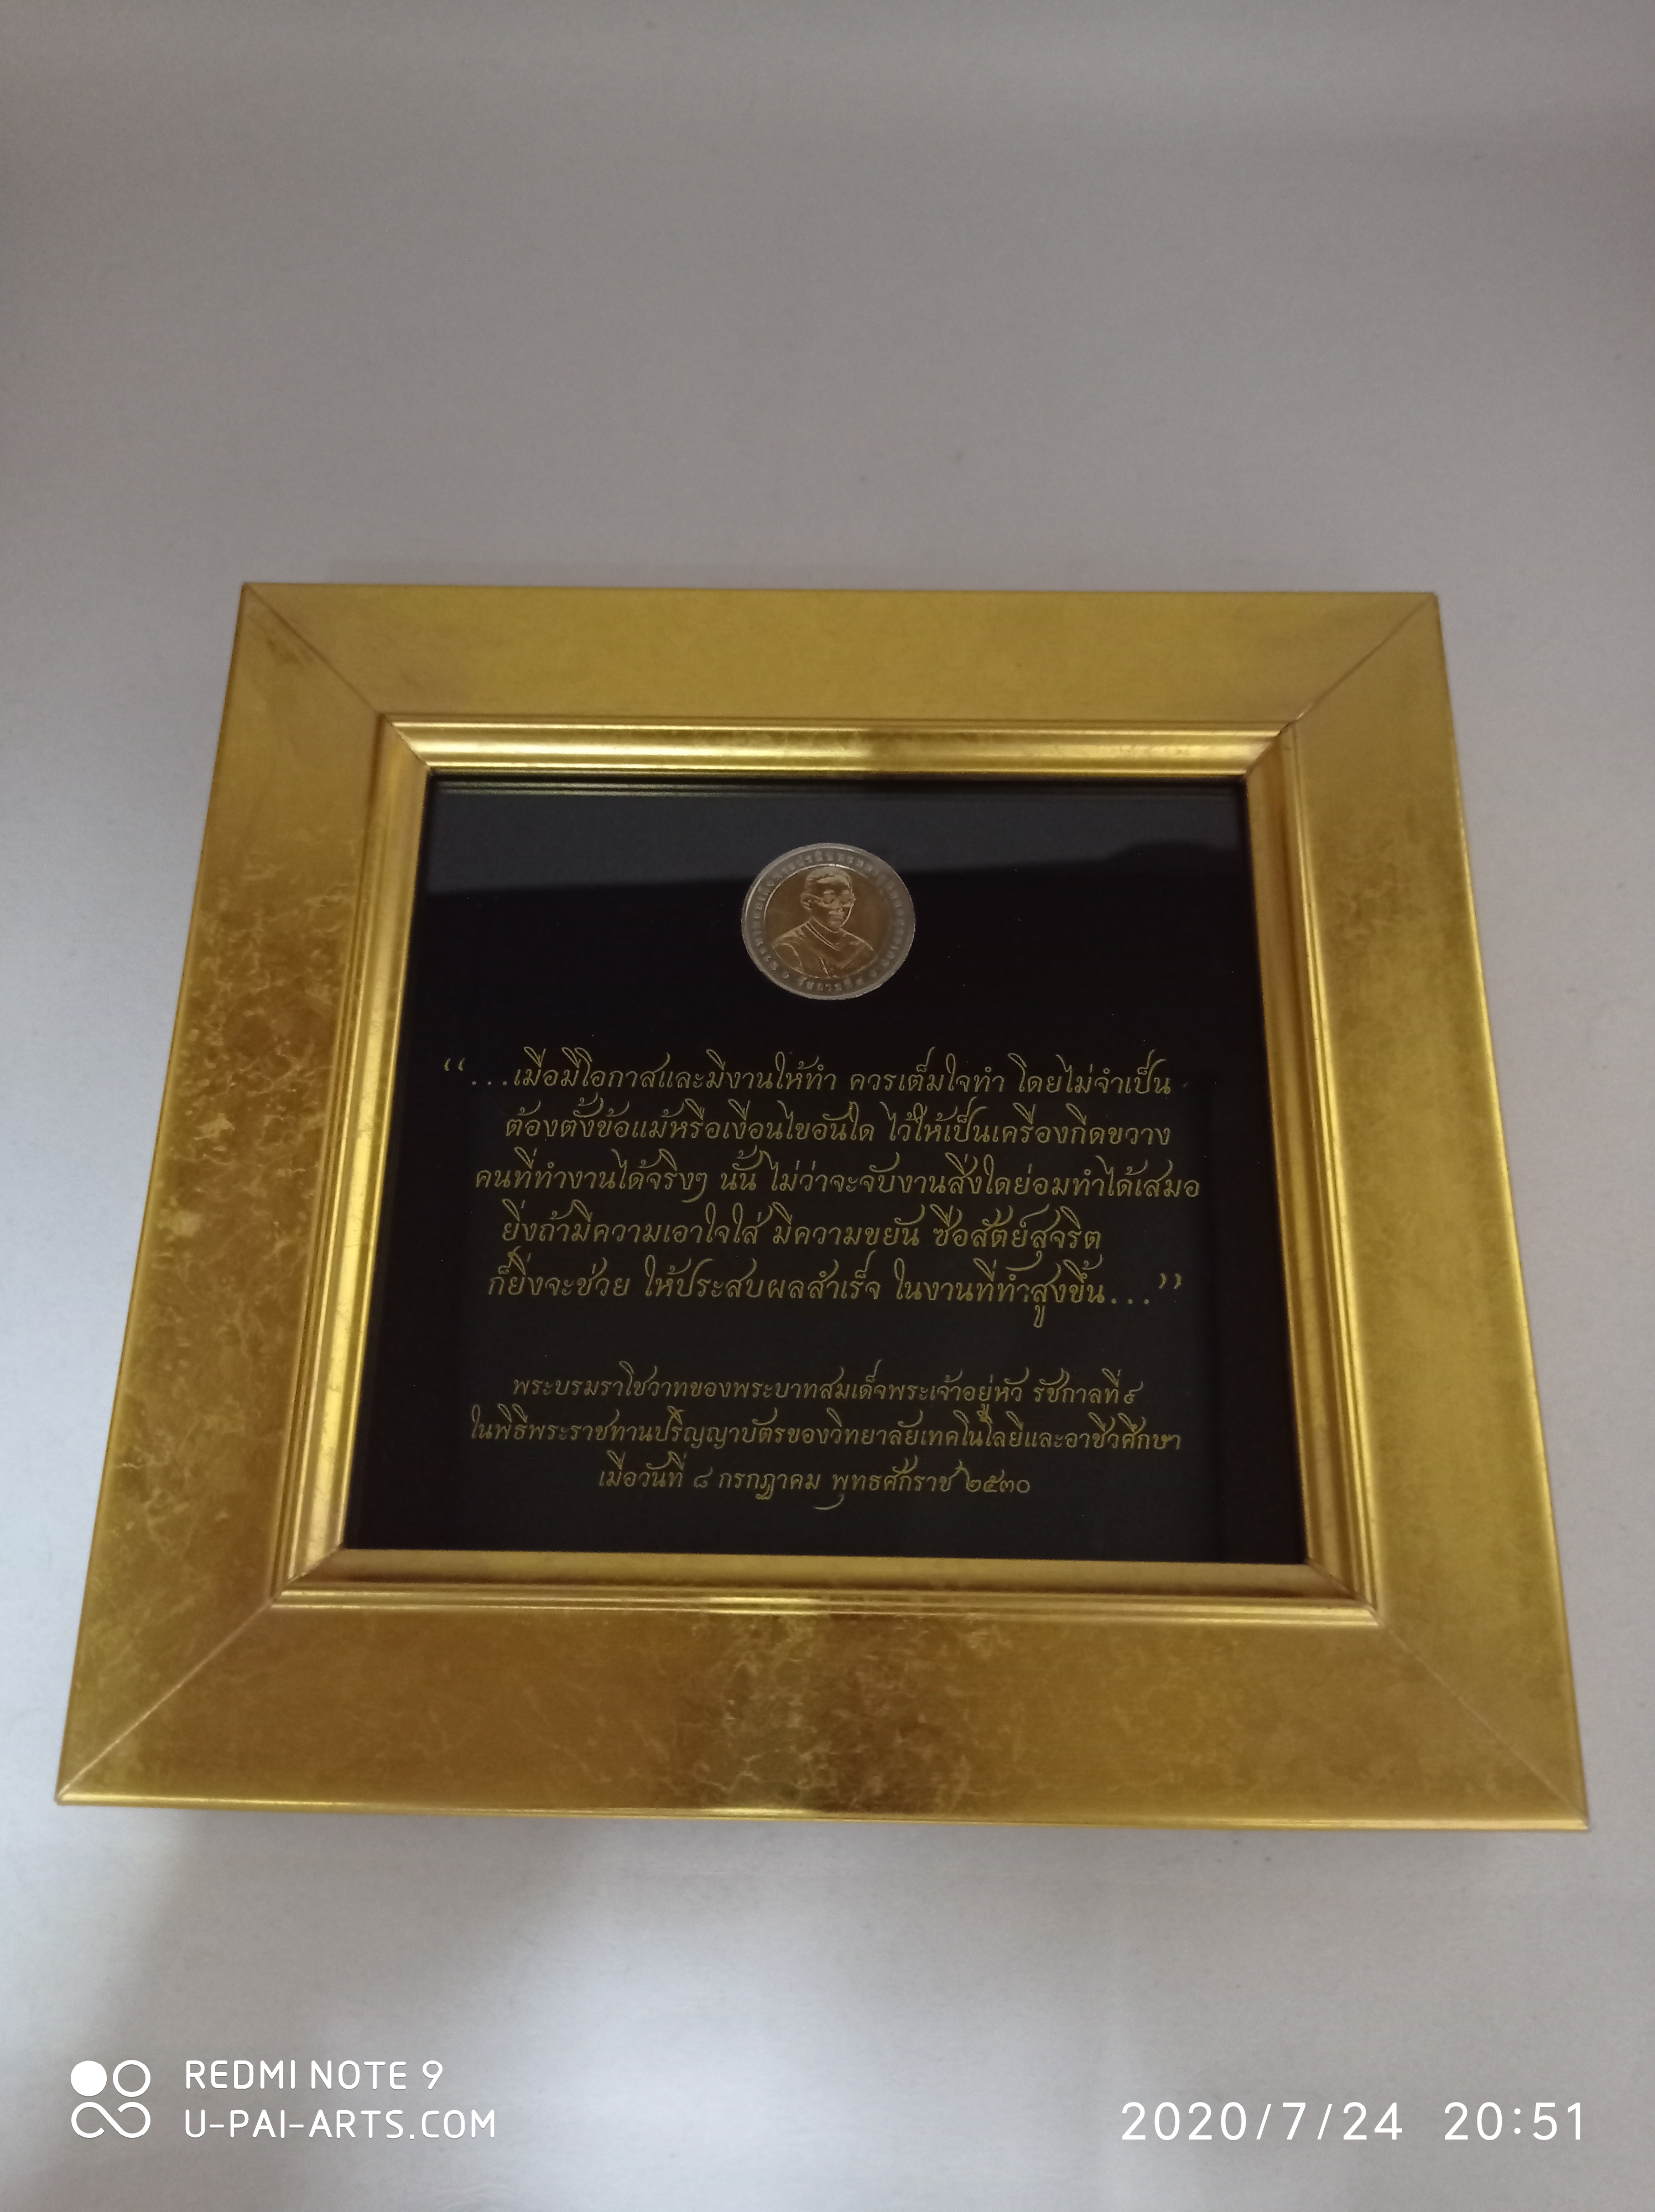 “...เมื่อมีโอกาสและมีงานให้ทำ ควรเต็มใจทำ โดยไม่จำเป็น
ต้องตั้งข้อแม้หรือเงื่อนไขอันใด ไว้ให้เป็นเครื่องกีดขวาง
คนที่ทำงานได้จริงๆ นั้น ไม่ว่าจะจับงานสิ่งใดย่อมทำได้เสมอ
ยิ่งถ้ามีความเอาใจใส่ มีความขยัน ซื่อสัตย์สุจริต
ก็ยิ่งจะช่วย ให้ประสบผลสำเร็จ ในงานที่ทำสูงขึ้น...”
พระบรมราโชวาทของพระบาทสมเด็จพระเจ้าอยู่หัว รัชกาลที่๙
ในพิธีพระราชทานปริญญาบัตรของวิทยาลัยเทคโนโลยีและอาชีวศึกษา
เมื่อวันที่ ๘ กรกฎาคม พุทธศักราช ๒๕๓๐
REDMI NOTE 9
U-PAI-ARTS.COM
2020/7/24 20:51